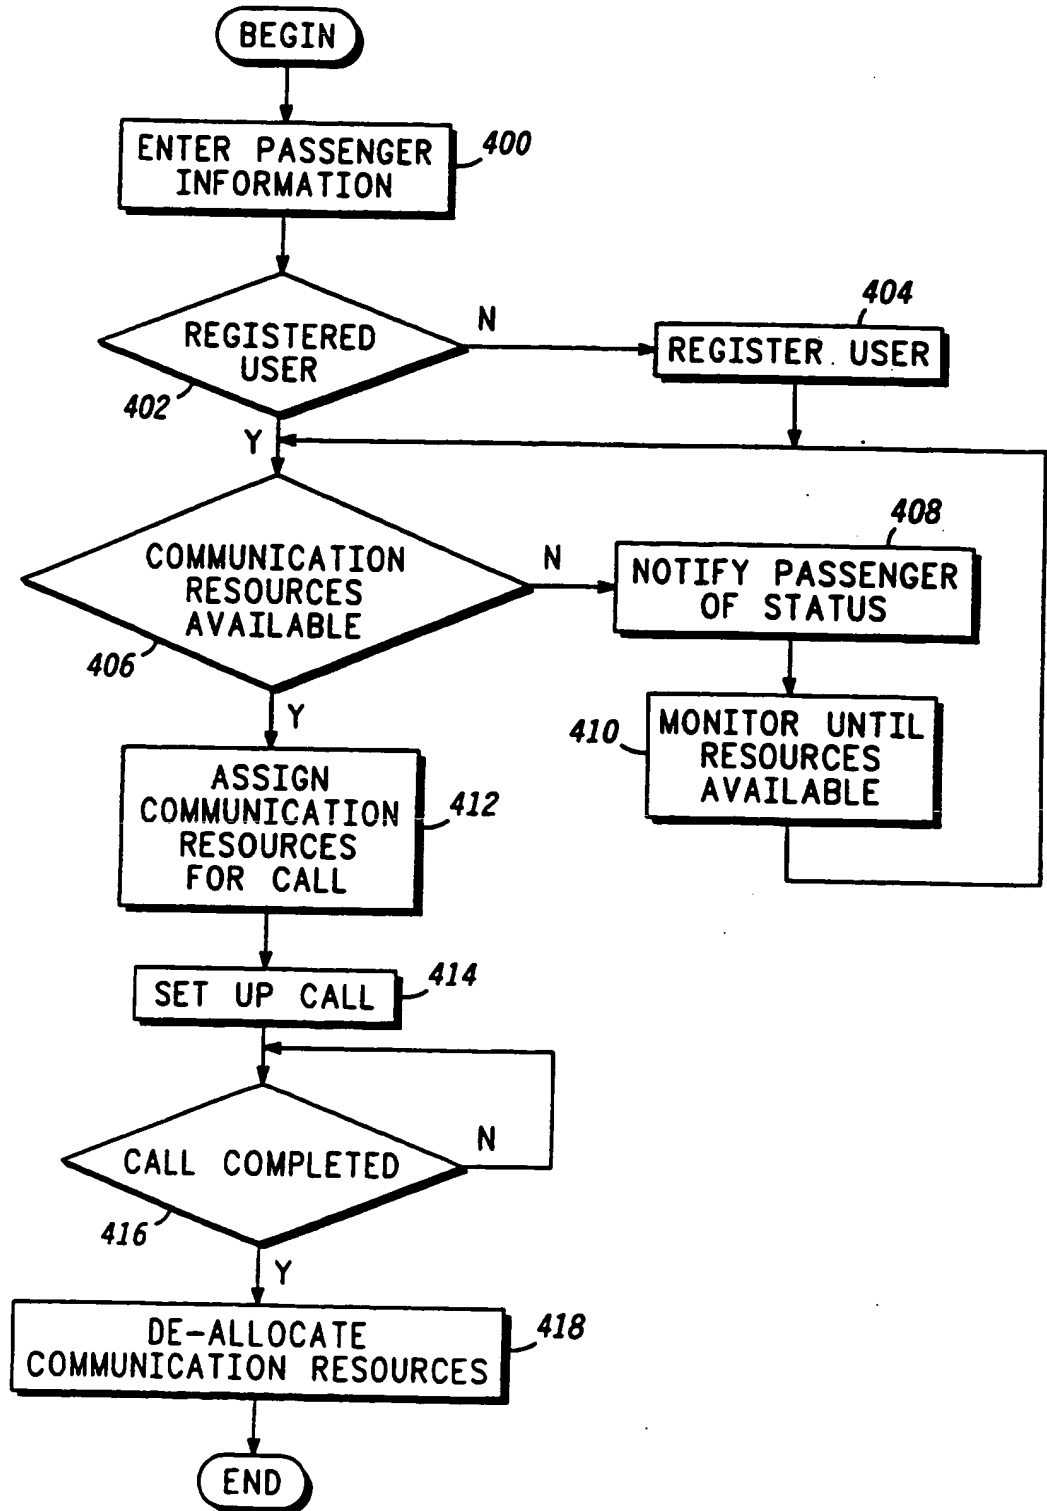 BEGIN
ENTER PASSENGER
INFORMATION
400
REGISTERED
USER
402
N
404
REGISTER USER
Y
COMMUNICATION
RESOURCES
AVAILABLE
406
N
408
NOTIFY PASSENGER
OF STATUS
410
MONITOR UNTIL
RESOURCES
AVAILABLE
Y
ASSIGN
COMMUNICATION
RESOURCES
FOR CALL
412
SET UP CALL
414
CALL COMPLETED
416
N
Y
DE-ALLOCATE
COMMUNICATION RESOURCES
418
END